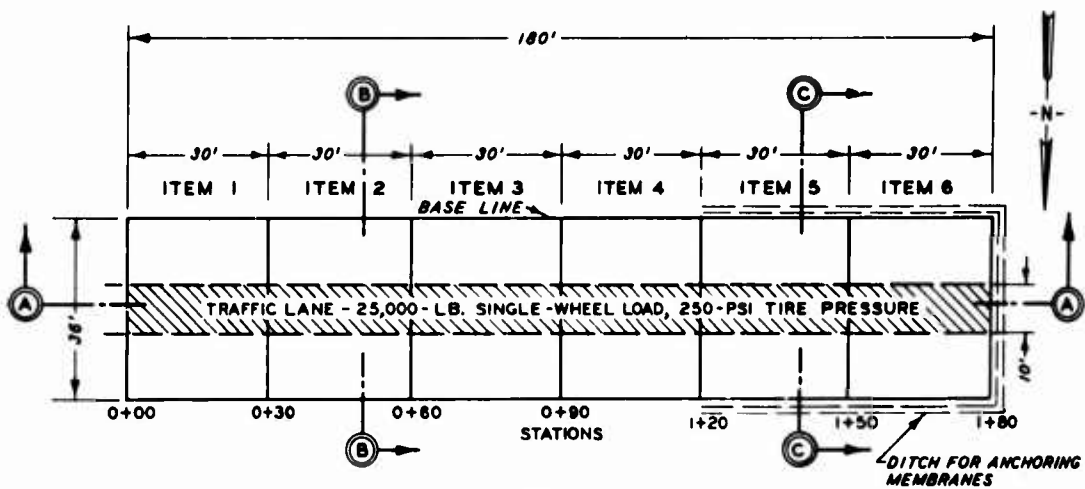 180'
B C
-N-
30' 30' 30' 30' 30' 30'
ITEM 1 ITEM 2 ITEM 3 ITEM 4 ITEM 5 ITEM 6
BASE LINE
A A
TRAFFIC LANE - 25,000-LB. SINGLE-WHEEL LOAD, 250-PSI TIRE PRESSURE
36'
10'
0+00 0+30 0+60 0+90 1+20 1+50 1+80
STATIONS
B C
DITCH FOR ANCHORING
MEMBRANES